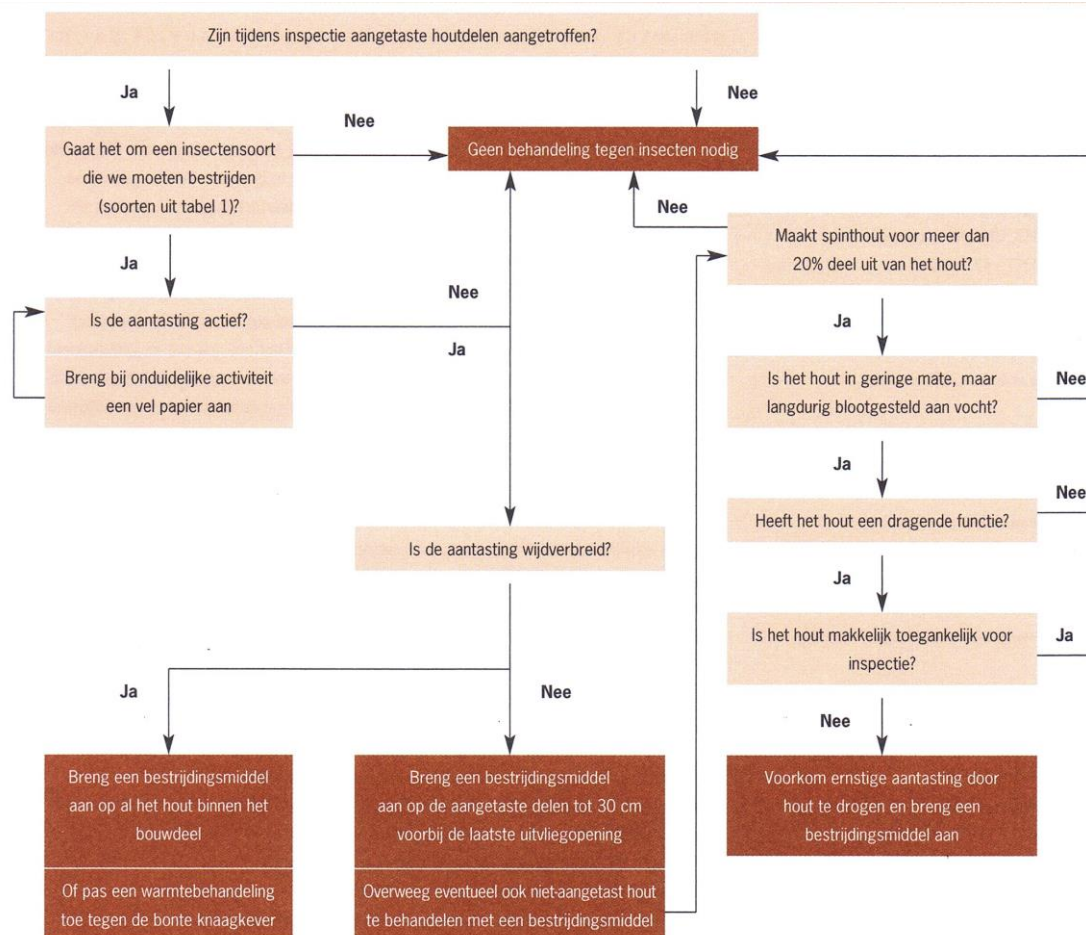 Zijn tijdens inspectie aangetaste houtdelen aangetroffen?
Ja
Nee
Gaat het om een insectensoort
die we moeten bestrijden
(soorten uit tabel 1)?
Nee
Geen behandeling tegen insecten nodig
Ja
Is de aantasting actief?
Breng bij onduidelijke activiteit
een vel papier aan
Nee
Ja
Is de aantasting wijdverbreid?
Ja
Nee
Breng een bestrijdingsmiddel
aan op al het hout binnen het
bouwdeel
Of pas een warmtebehandeling
toe tegen de bonte knaagkever
Breng een bestrijdingsmiddel
aan op de aangetaste delen tot 30 cm
voorbij de laatste uitvliegopening
Overweeg eventueel ook niet-aangetast hout
te behandelen met een bestrijdingsmiddel
Nee
Maakt spinthout voor meer dan
20% deel uit van het hout?
Ja
Is het hout in geringe mate, maar
langdurig blootgesteld aan vocht?
Nee
Ja
Heeft het hout een dragende functie?
Nee
Ja
Is het hout makkelijk toegankelijk voor
inspectie?
Ja
Nee
Voorkom ernstige aantasting door
hout te drogen en breng een
bestrijdingsmiddel aan